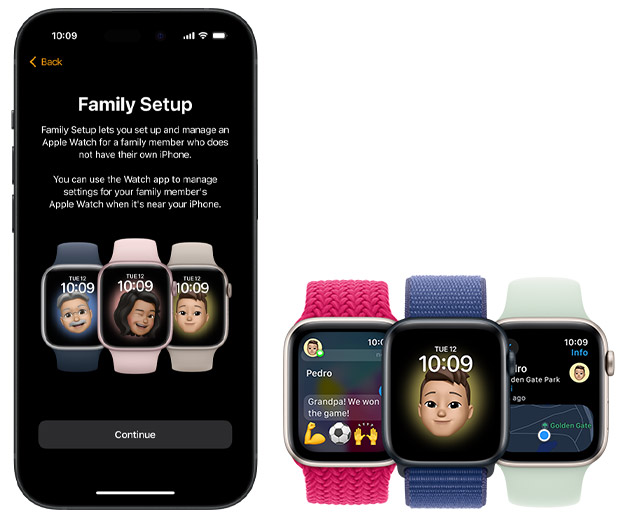 10:09
Back
Family Setup
Family Setup lets you set up and manage an
Apple Watch for a family member who does
not have their own iPhone.
You can use the Watch app to manage
settings for your family member's
Apple Watch when it's near your iPhone.
TUE 12
10:09
TUE 12
10:09
10:09
Continue
10:0
Pedro
Grandpa! We won
the game!
TUE 12
10:09
10:09
Info
Gate Park
ago
Golden Gate